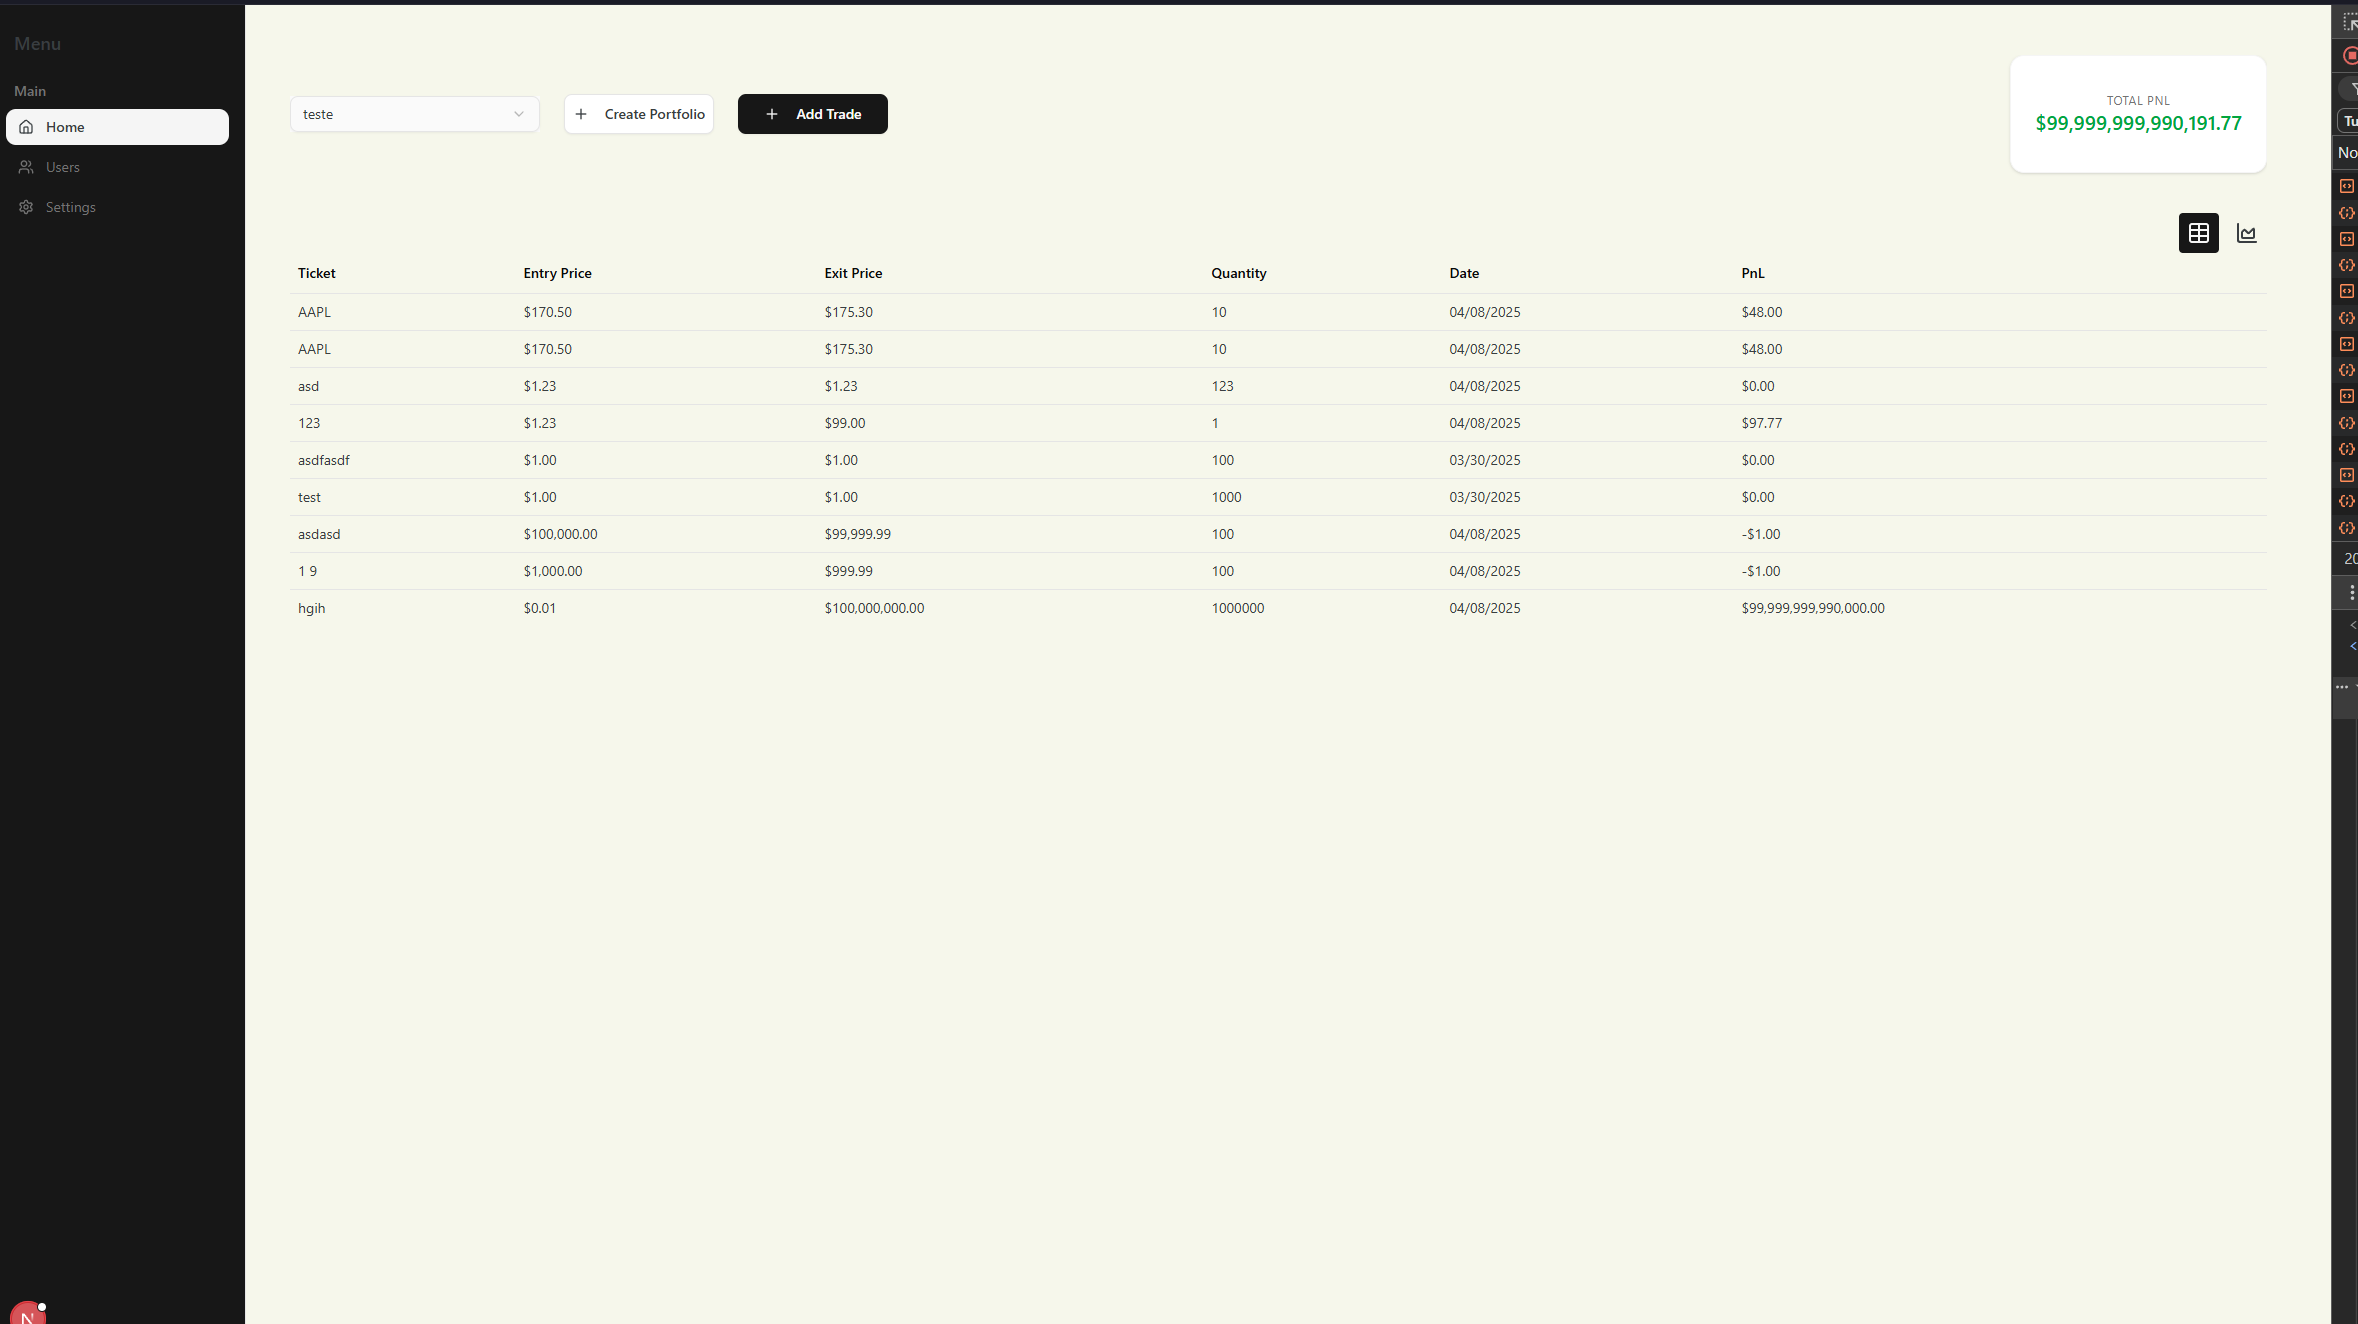 Menu
Main
Home
Users
Settings
teste
Create Portfolio
Add Trade
TOTAL PNL
$99,999,999,990,191.77
Ticket Entry Price Exit Price Quantity Date PnL
AAPL $170.50 $175.30 10 04/08/2025 $48.00
AAPL $170.50 $175.30 10 04/08/2025 $48.00
asd $1.23 $1.23 123 04/08/2025 $0.00
123 $1.23 $99.00 1 04/08/2025 $97.77
asdfasdf $1.00 $1.00 100 03/30/2025 $0.00
test $1.00 $1.00 1000 03/30/2025 $0.00
asdasd $100,000.00 $99,999.99 100 04/08/2025 -$1.00
1 9 $1,000.00 $999.99 100 04/08/2025 -$1.00
hgih $0.01 $100,000,000.00 1000000 04/08/2025 $99,999,999,990,000.00
N